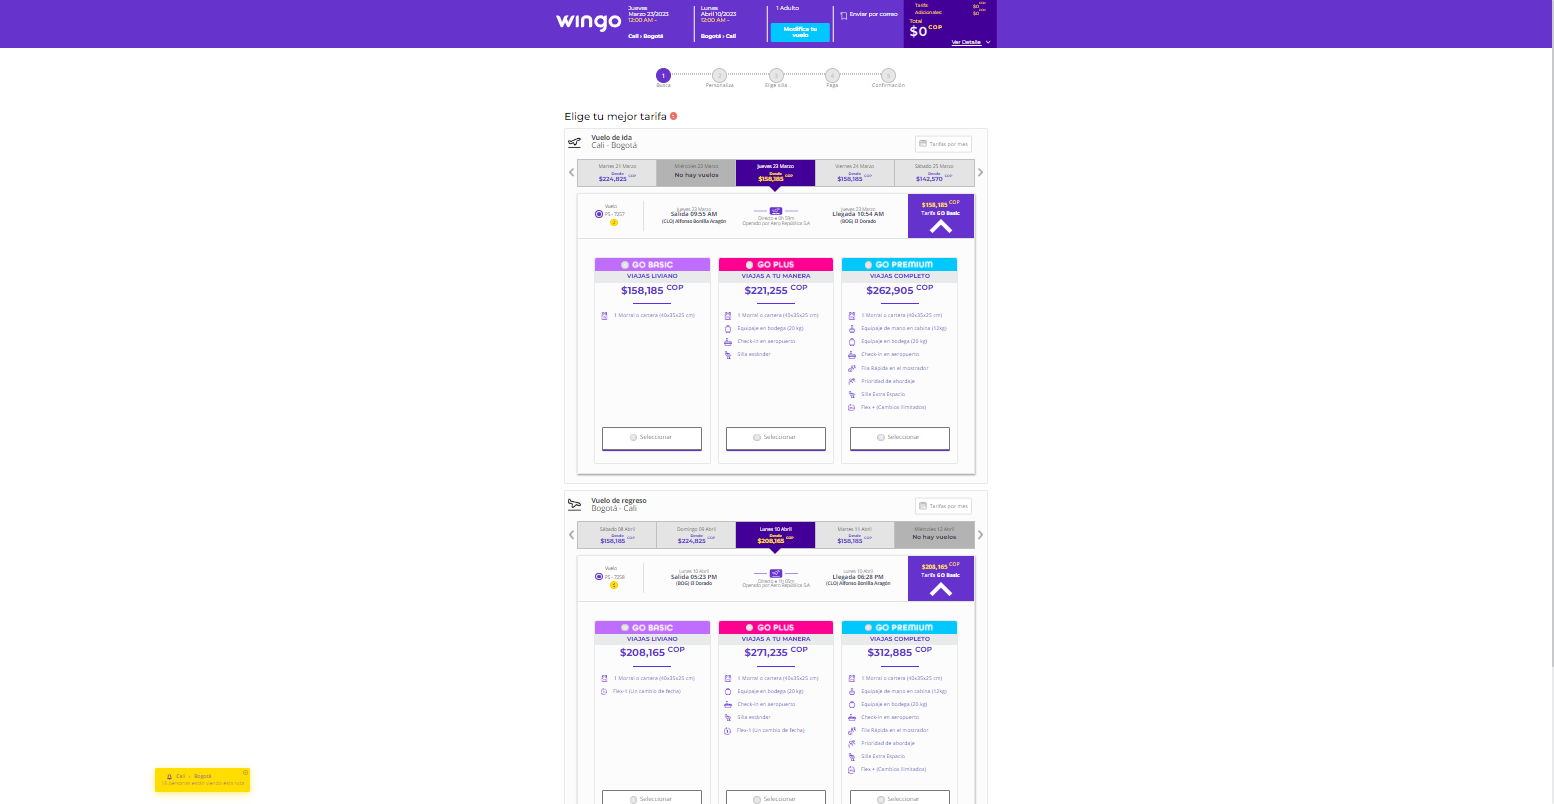 wingo
Jueves
Marzo 23/2023
12:00 AM -
Cali › Bogotá
Lunes
Abril 10/2023
12:00 AM -
Bogotá › Cali
1 Adulto
Modifica tu
vuelo
Enviar por correo
Tarifa $0 COP
Adicionales $0 COP
Total
$0 COP
Ver Detalle
1 2 3 4 5
Busca Personaliza Elige silla Paga Confirmación
Elige tu mejor tarifa
Vuelo de ida
Cali - Bogotá
Tarifas por mes
Martes 21 Marzo
Desde
$224,825 COP
Miércoles 22 Marzo
No hay vuelos
Jueves 23 Marzo
Desde
$158,185 COP
Viernes 24 Marzo
Desde
$158,185 COP
Sábado 25 Marzo
Desde
$142,570 COP
Vuelo
P5 - 7257
Jueves 23 Marzo
Salida 09:55 AM
(CLO) Alfonso Bonilla Aragón
Directo • 0h 59m
Operado por Aero República S.A
Jueves 23 Marzo
Llegada 10:54 AM
(BOG) El Dorado
$158,185 COP
Tarifa GO Basic
GO BASIC
VIAJAS LIVIANO
$158,185 COP
1 Morral o cartera (40x35x25 cm)
Seleccionar
GO PLUS
VIAJAS A TU MANERA
$221,255 COP
1 Morral o cartera (40x35x25 cm)
Equipaje en bodega (20 kg)
Check-in en aeropuerto
Silla estándar
Seleccionar
GO PREMIUM
VIAJAS COMPLETO
$262,905 COP
1 Morral o cartera (40x35x25 cm)
Equipaje de mano en cabina (12kg)
Equipaje en bodega (20 kg)
Check-in en aeropuerto
Fila Rápida en el mostrador
Prioridad de abordaje
Silla Extra Espacio
Flex + (Cambios Ilimitados)
Seleccionar
Vuelo de regreso
Bogotá - Cali
Tarifas por mes
Sábado 08 Abril
Desde
$158,185 COP
Domingo 09 Abril
Desde
$224,825 COP
Lunes 10 Abril
Desde
$208,165 COP
Martes 11 Abril
Desde
$158,185 COP
Miércoles 12 Abril
No hay vuelos
Vuelo
P5 - 7258
Lunes 10 Abril
Salida 05:23 PM
(BOG) El Dorado
Directo • 1h 05m
Operado por Aero República S.A
Lunes 10 Abril
Llegada 06:28 PM
(CLO) Alfonso Bonilla Aragón
$208,165 COP
Tarifa GO Basic
GO BASIC
VIAJAS LIVIANO
$208,165 COP
1 Morral o cartera (40x35x25 cm)
Flex-1 (Un cambio de fecha)
Seleccionar
GO PLUS
VIAJAS A TU MANERA
$271,235 COP
1 Morral o cartera (40x35x25 cm)
Equipaje en bodega (20 kg)
Check-in en aeropuerto
Silla estándar
Flex-1 (Un cambio de fecha)
Seleccionar
GO PREMIUM
VIAJAS COMPLETO
$312,885 COP
1 Morral o cartera (40x35x25 cm)
Equipaje de mano en cabina (12kg)
Equipaje en bodega (20 kg)
Check-in en aeropuerto
Fila Rápida en el mostrador
Prioridad de abordaje
Silla Extra Espacio
Flex + (Cambios Ilimitados)
Seleccionar
Cali - Bogotá
personas están viendo esta ruta